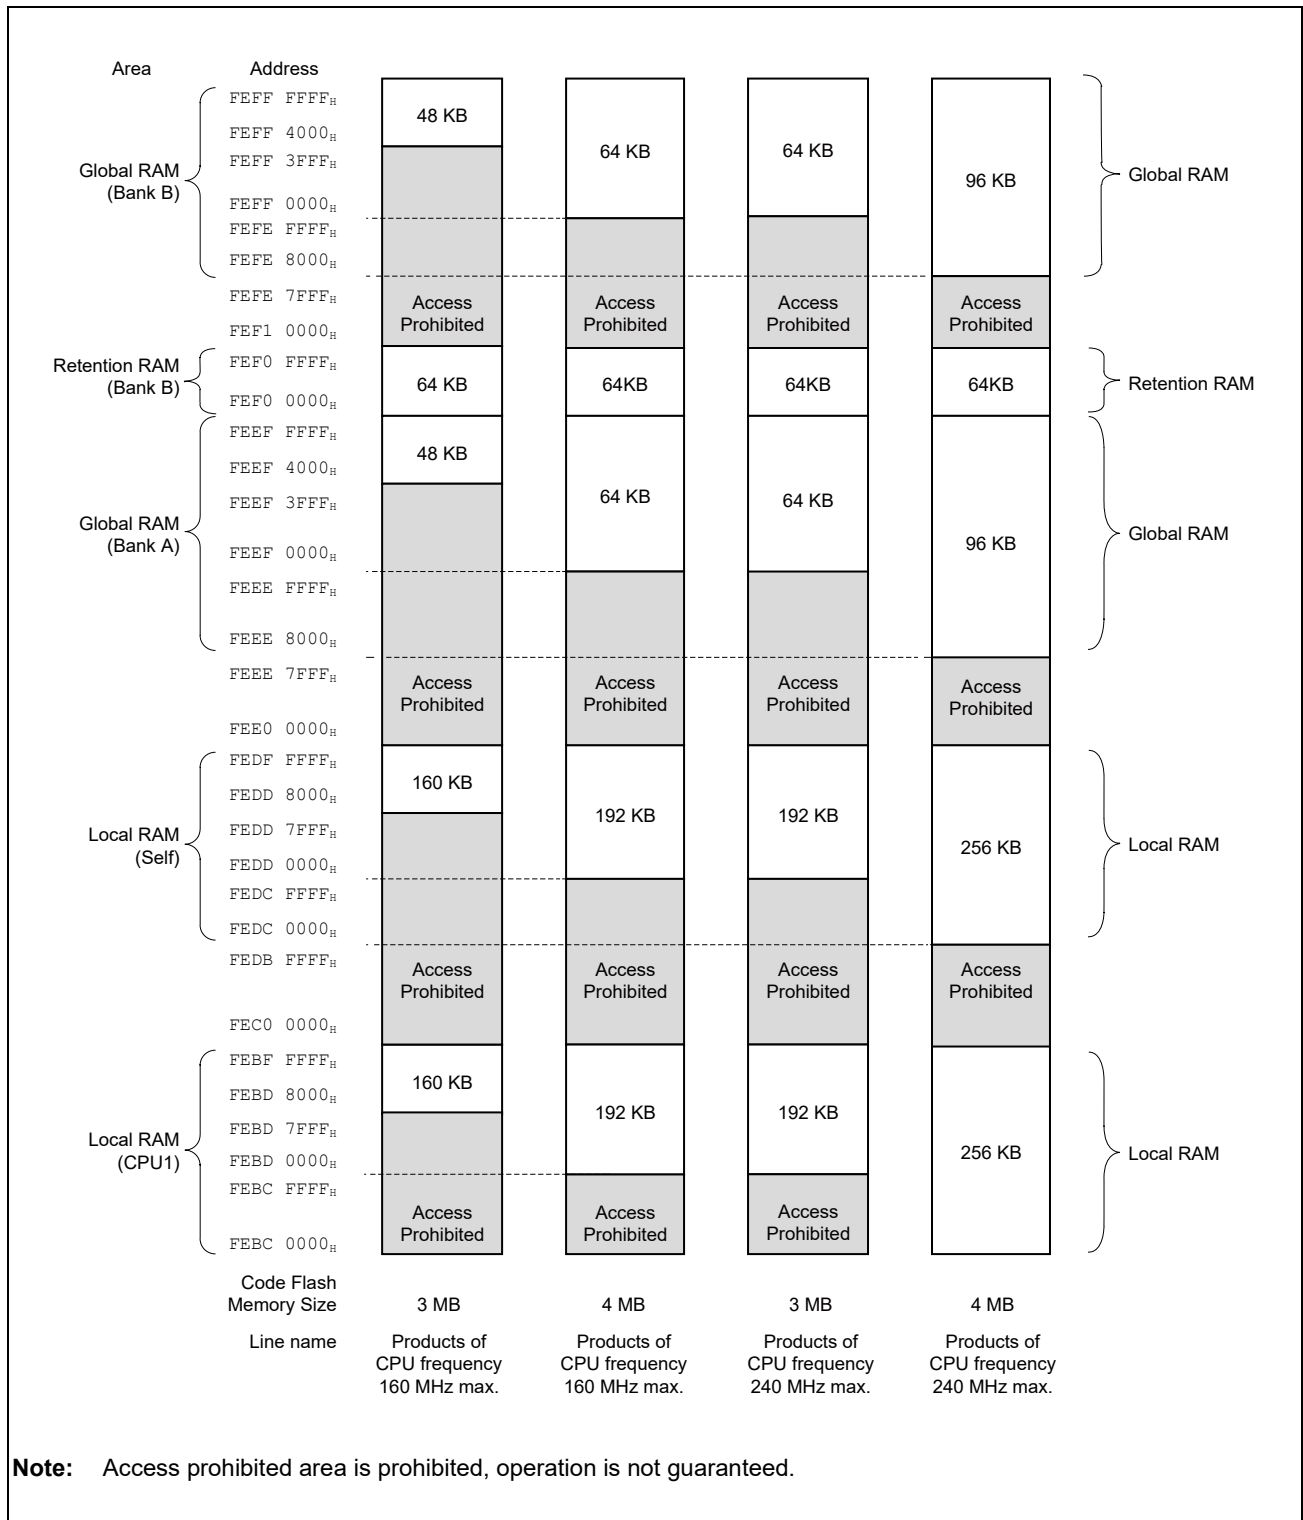 Area Address
FEFF FFFFH
48 KB
FEFF 4000H
64 KB 64 KB
FEFF 3FFFH
Global RAM
(Bank B)
96 KB
Global RAM
FEFF 0000H
FEFE FFFFH
FEFE 8000H
FEFE 7FFFH
Access
Prohibited
Access
Prohibited
Access
Prohibited
Access
Prohibited
FEF1 0000H
FEF0 FFFFH
Retention RAM
(Bank B)
64 KB 64KB 64KB 64KB
Retention RAM
FEF0 0000H
FEEF FFFFH
48 KB
FEEF 4000H
64 KB 64 KB
FEEF 3FFFH
Global RAM
(Bank A)
96 KB
Global RAM
FEEF 0000H
FEEE FFFFH
FEEE 8000H
FEEE 7FFFH
Access
Prohibited
Access
Prohibited
Access
Prohibited
Access
Prohibited
FEE0 0000H
FEDF FFFFH
160 KB
FEDD 8000H
192 KB 192 KB
FEDD 7FFFH
Local RAM
(Self)
256 KB
Local RAM
FEDD 0000H
FEDC FFFFH
FEDC 0000H
FEDB FFFFH
Access
Prohibited
Access
Prohibited
Access
Prohibited
Access
Prohibited
FEC0 0000H
FEBF FFFFH
160 KB
FEBD 8000H
192 KB 192 KB
FEBD 7FFFH
Local RAM
(CPU1)
256 KB
Local RAM
FEBD 0000H
FEBC FFFFH
Access
Prohibited
Access
Prohibited
Access
Prohibited
FEBC 0000H
Code Flash
Memory Size 3 MB 4 MB 3 MB 4 MB
Line name Products of Products of Products of Products of
CPU frequency CPU frequency CPU frequency CPU frequency
160 MHz max. 160 MHz max. 240 MHz max. 240 MHz max.
Note: Access prohibited area is prohibited, operation is not guaranteed.